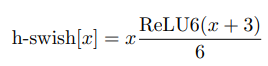 h-swish[x] = x ReLU6(x + 3) / 6